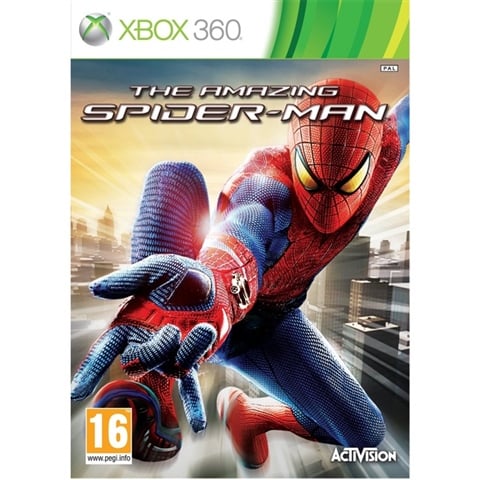 XBOX 360
PAL
THE AMAZING
SPIDER-MAN
16
www.pegi.info
ACTIVISION